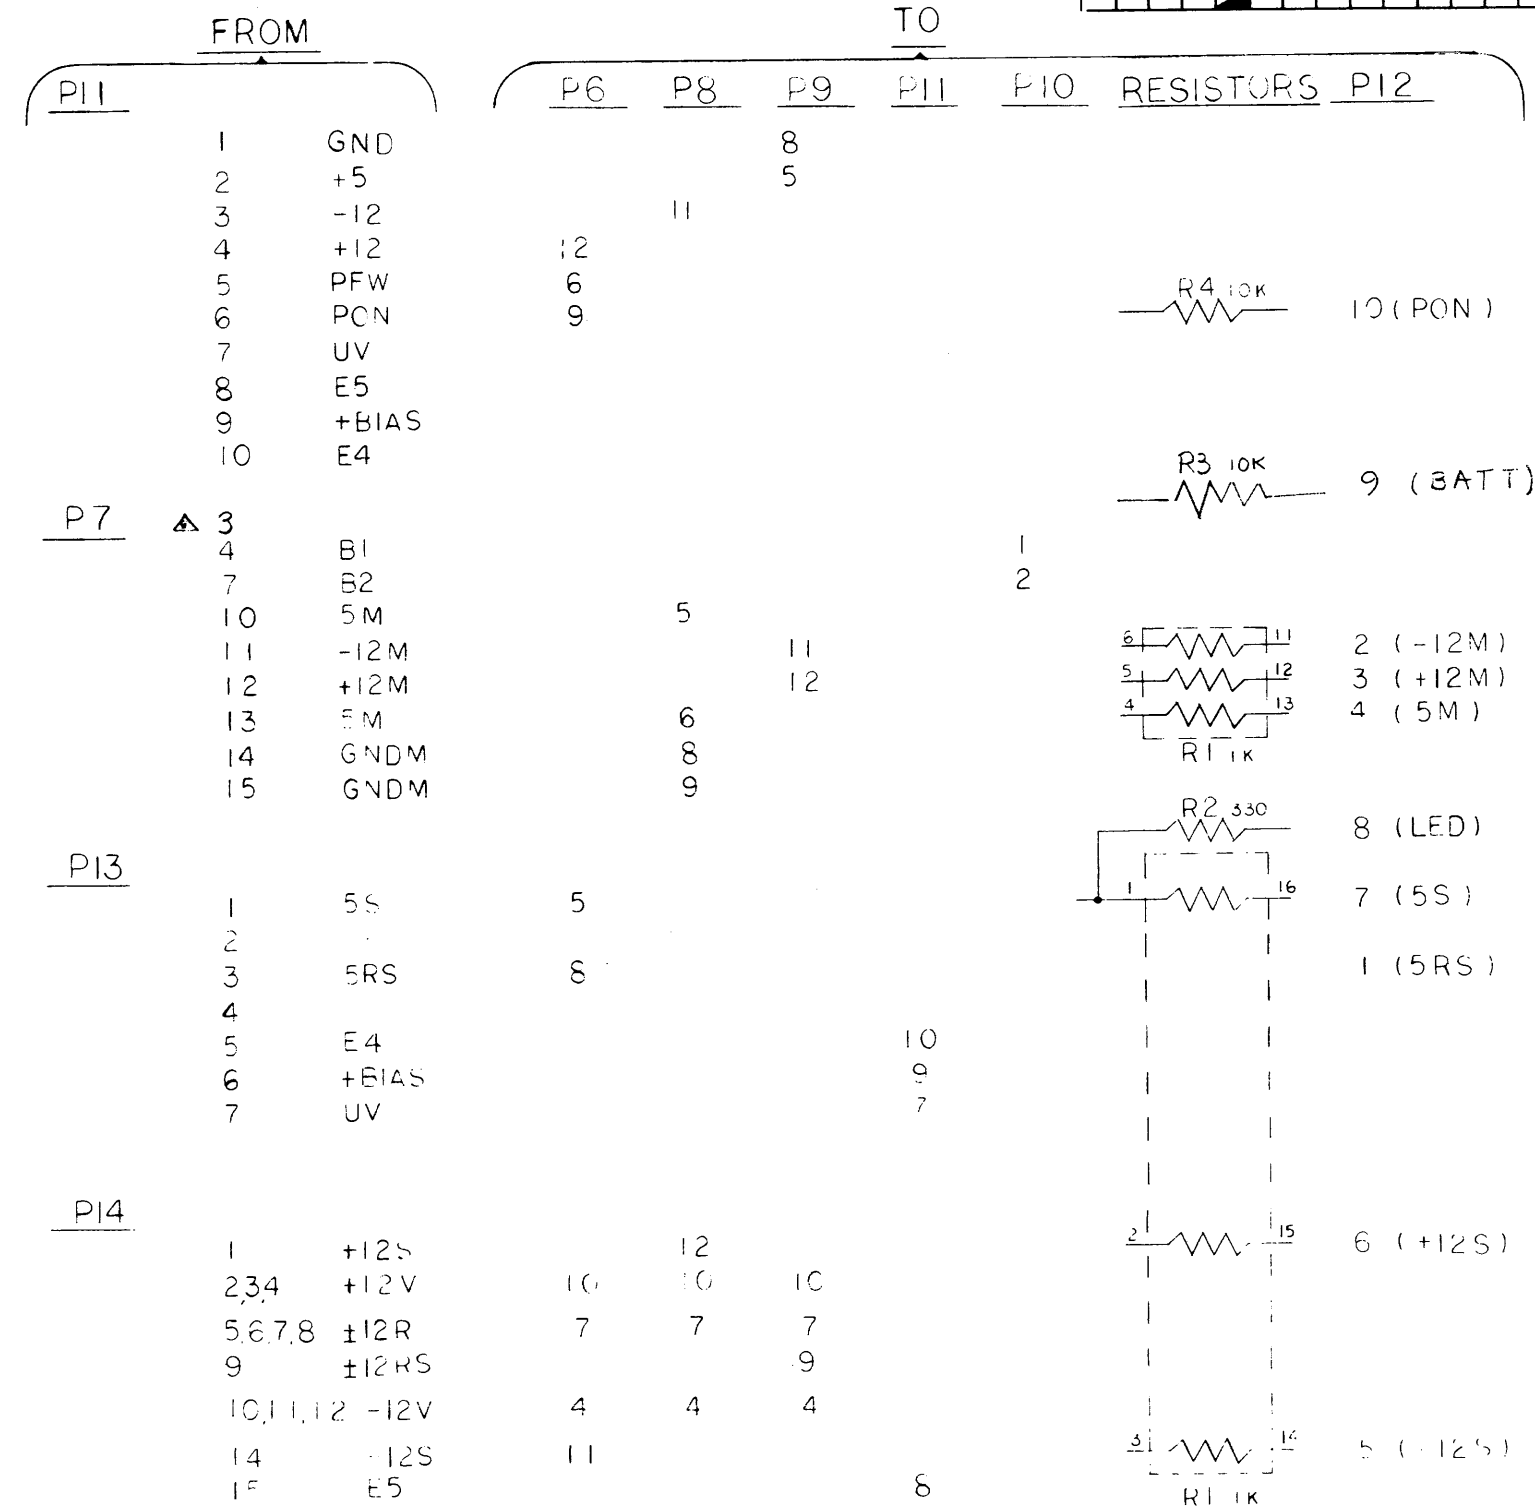 FROM TO
P11 P6 P8 P9 P11 P10 RESISTORS P12
1 GND 8
2 +5 5
3 -12 11
4 +12 12
5 PFW 6
R4 10K
6 PON 9 10 (PON)
7 UV
8 E5
9 +BIAS
10 E4
R3 10K 9 (BATT)
P7 3
4 B1 1
7 B2 2
10 5M 5
11 -12M 11 6 11 2 (-12M)
12 +12M 12 5 12 3 (+12M)
13 5M 6 4 13 4 (5M)
14 GNDM 8 R1 1K
15 GNDM 9
R2 330 8 (LED)
P13
1 5S 5 1 16 7 (5S)
2
3 5RS 8 1 (5RS)
4
5 E4 10
6 +BIAS 9
7 UV 7
P14
1 +12S 12 2 15 6 (+12S)
2,3,4 +12V 10 10 10
5,6,7,8 ±12R 7 7 7
9 ±12RS 9
10,11,12 -12V 4 4 4
14 -12S 11 3 14 5 (-12S)
15 E5 8
R1 1K